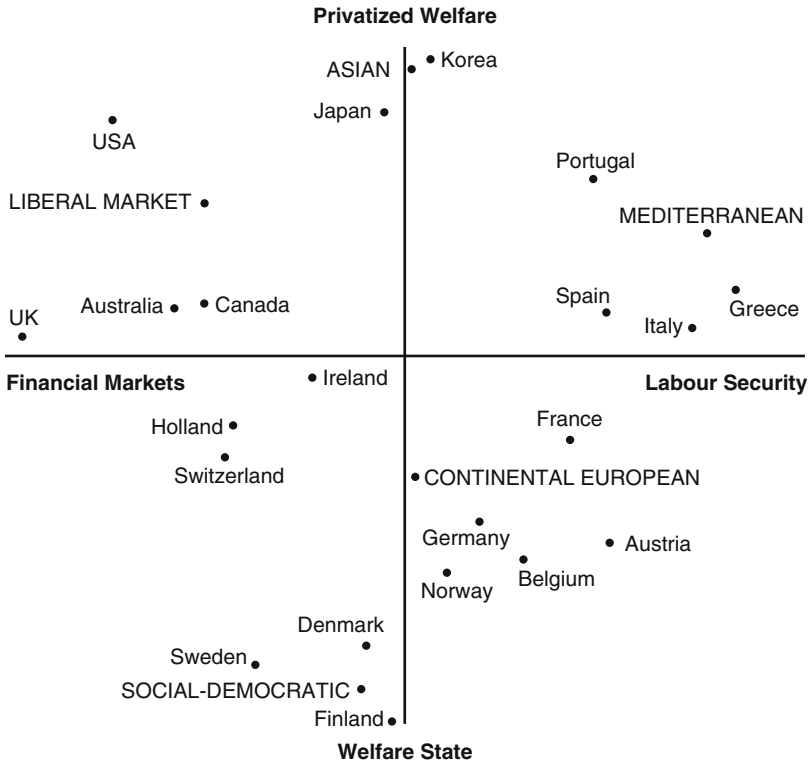 Privatized Welfare
Korea
ASIAN
Japan
USA
Portugal
LIBERAL MARKET
MEDITERRANEAN
Australia
Canada
Spain
Greece
UK
Italy
Financial Markets
Ireland
Labour Security
Holland
France
Switzerland
CONTINENTAL EUROPEAN
Germany
Austria
Norway
Belgium
Denmark
Sweden
SOCIAL-DEMOCRATIC
Finland
Welfare State